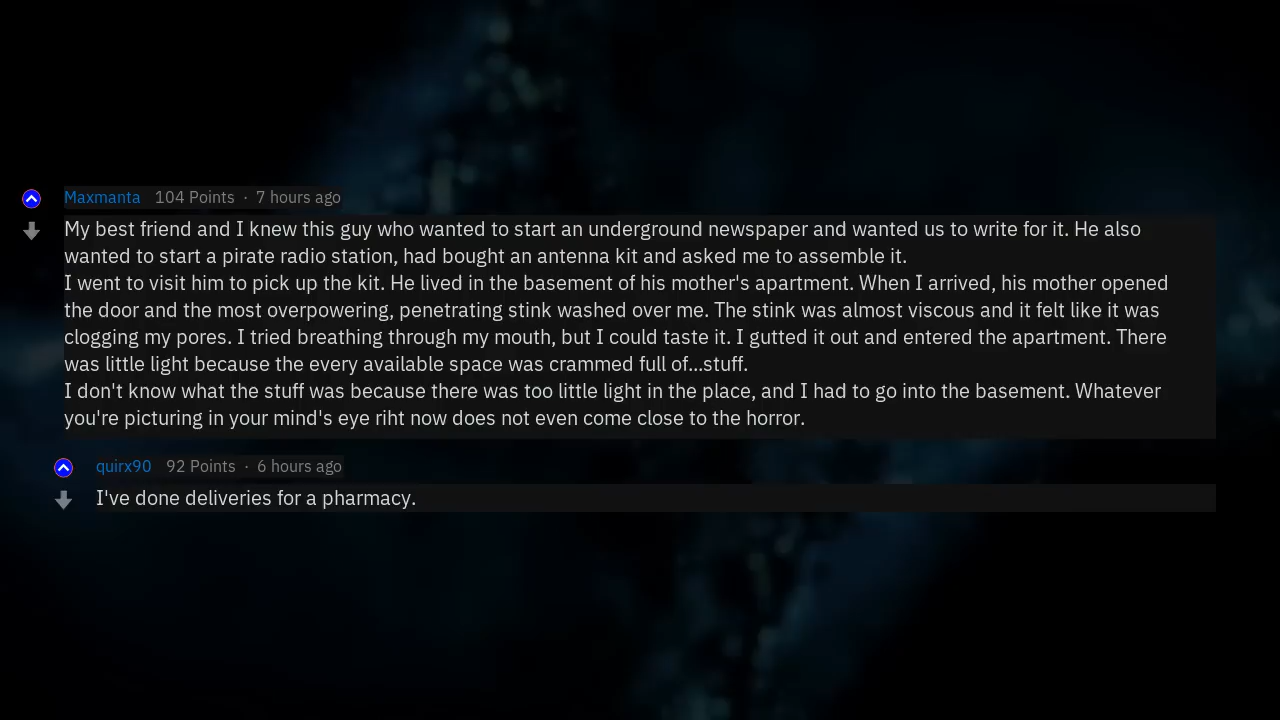 Maxmanta 104 Points · 7 hours ago
My best friend and I knew this guy who wanted to start an underground newspaper and wanted us to write for it. He also
wanted to start a pirate radio station, had bought an antenna kit and asked me to assemble it.
I went to visit him to pick up the kit. He lived in the basement of his mother's apartment. When I arrived, his mother opened
the door and the most overpowering, penetrating stink washed over me. The stink was almost viscous and it felt like it was
clogging my pores. I tried breathing through my mouth, but I could taste it. I gutted it out and entered the apartment. There
was little light because the every available space was crammed full of...stuff.
I don't know what the stuff was because there was too little light in the place, and I had to go into the basement. Whatever
you're picturing in your mind's eye riht now does not even come close to the horror.
quirx90 92 Points · 6 hours ago
I've done deliveries for a pharmacy.